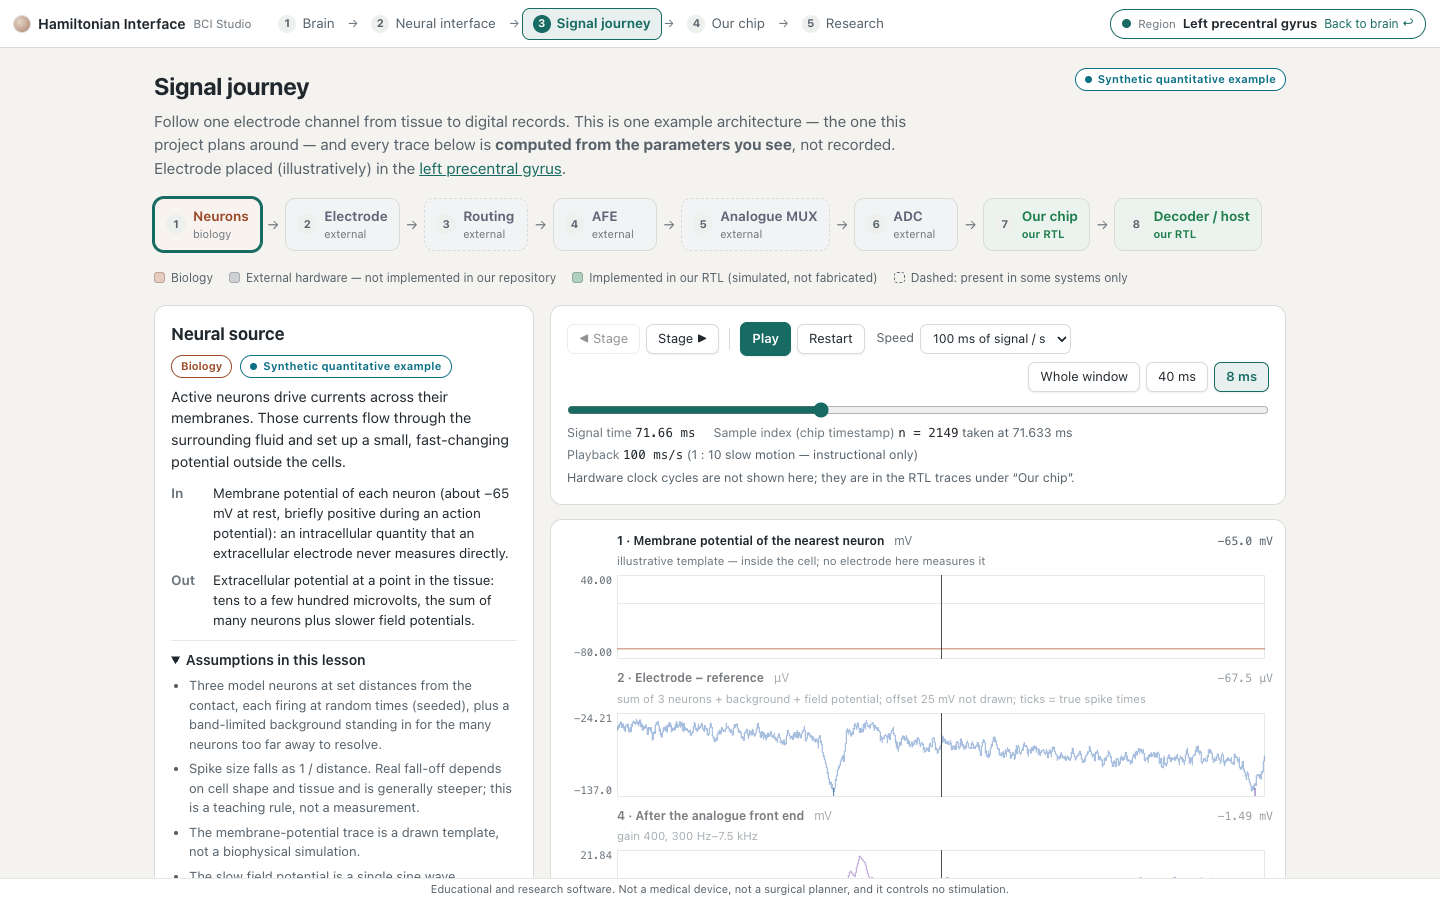 Hamiltonian Interface BCI Studio 1 Brain → 2 Neural interface → 3 Signal journey → 4 Our chip → 5 Research Region Left precentral gyrus Back to brain ↩
Signal journey
Synthetic quantitative example
Follow one electrode channel from tissue to digital records. This is one example architecture — the one this
project plans around — and every trace below is computed from the parameters you see, not recorded.
Electrode placed (illustratively) in the left precentral gyrus.
1 Neurons biology → 2 Electrode external → 3 Routing external → 4 AFE external → 5 Analogue MUX external → 6 ADC external → 7 Our chip our RTL → 8 Decoder / host our RTL
Biology External hardware — not implemented in our repository Implemented in our RTL (simulated, not fabricated) Dashed: present in some systems only
Neural source
Biology Synthetic quantitative example
Active neurons drive currents across their
membranes. Those currents flow through the
surrounding fluid and set up a small, fast-changing
potential outside the cells.
In Membrane potential of each neuron (about −65
mV at rest, briefly positive during an action
potential): an intracellular quantity that an
extracellular electrode never measures directly.
Out Extracellular potential at a point in the tissue:
tens to a few hundred microvolts, the sum of
many neurons plus slower field potentials.
▼ Assumptions in this lesson
• Three model neurons at set distances from the
contact, each firing at random times (seeded), plus a
band-limited background standing in for the many
neurons too far away to resolve.
• Spike size falls as 1 / distance. Real fall-off depends
on cell shape and tissue and is generally steeper; this
is a teaching rule, not a measurement.
• The membrane-potential trace is a drawn template,
not a biophysical simulation.
• The slow field potential is a single sine wave
◀ Stage Stage ▶ Play Restart Speed 100 ms of signal / s
Whole window 40 ms 8 ms
Signal time 71.66 ms Sample index (chip timestamp) n = 2149 taken at 71.633 ms
Playback 100 ms/s (1 : 10 slow motion — instructional only)
Hardware clock cycles are not shown here; they are in the RTL traces under “Our chip”.
1 · Membrane potential of the nearest neuron mV −65.0 mV
illustrative template — inside the cell; no electrode here measures it
40.00
−80.00
2 · Electrode − reference µV −67.5 µV
sum of 3 neurons + background + field potential; offset 25 mV not drawn; ticks = true spike times
−24.21
−137.0
4 · After the analogue front end mV −1.49 mV
gain 400, 300 Hz–7.5 kHz
21.84
Educational and research software. Not a medical device, not a surgical planner, and it controls no stimulation.